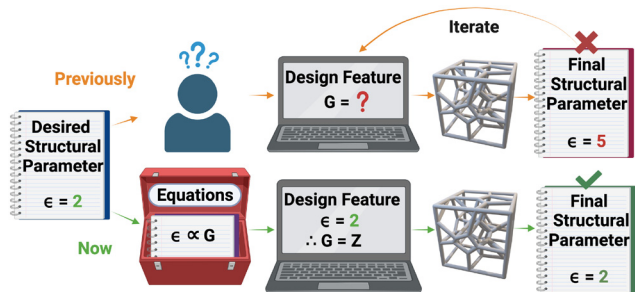 Iterate
???
Previously
Design Feature
G = ?
Final
Structural
Parameter
ϵ = 5
Desired
Structural
Parameter
ϵ = 2
Now
Equations
ϵ ∝ G
Design Feature
ϵ = 2
∴ G = Z
Final
Structural
Parameter
ϵ = 2